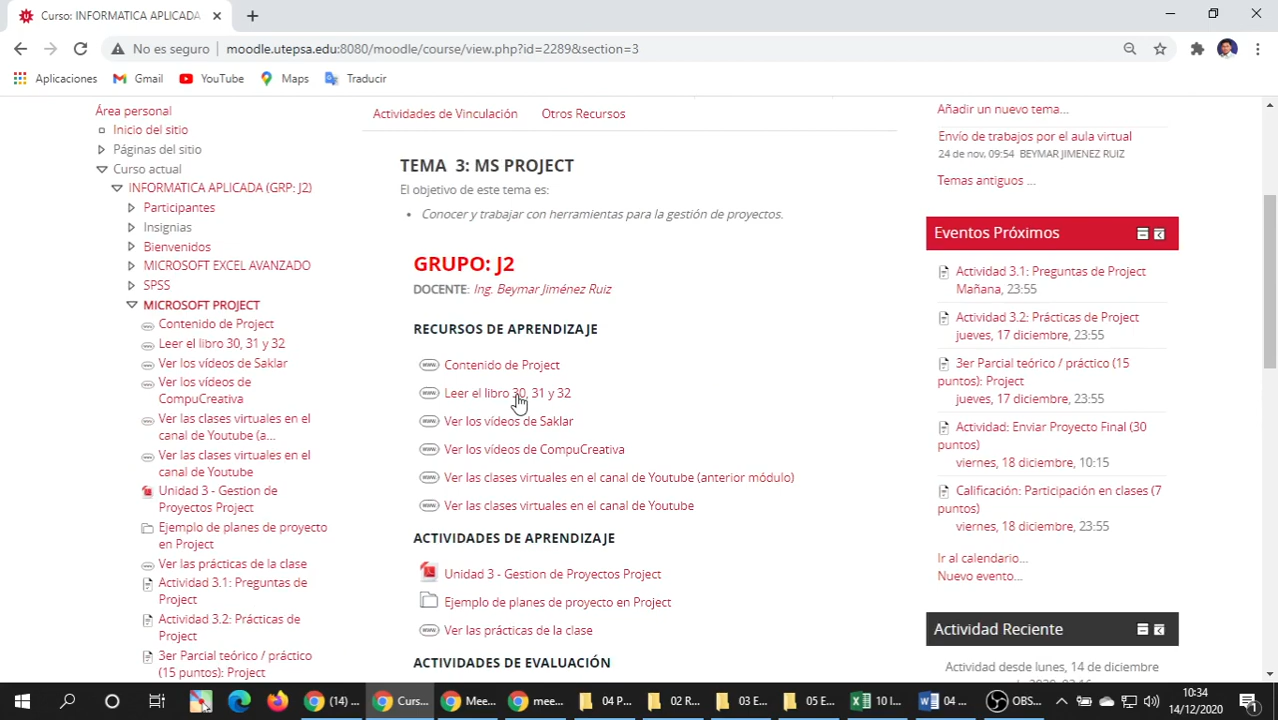 Curso: INFORMATICA APLICADA
No es seguro
moodle.utepsa.edu:8080/moodle/course/view.php?id=2289&section=3
Aplicaciones
Gmail
YouTube
Maps
Traducir
Área personal
Inicio del sitio
Páginas del sitio
Curso actual
INFORMATICA APLICADA (GRP: J2)
Participantes
Insignias
Bienvenidos
MICROSOFT EXCEL AVANZADO
SPSS
MICROSOFT PROJECT
Contenido de Project
Leer el libro 30, 31 y 32
Ver los vídeos de Saklar
Ver los vídeos de
CompuCreativa
Ver las clases virtuales en el
canal de Youtube (a...
Ver las clases virtuales en el
canal de Youtube
Unidad 3 - Gestion de
Proyectos Project
Ejemplo de planes de proyecto
en Project
Ver las prácticas de la clase
Actividad 3.1: Preguntas de
Project
Actividad 3.2: Prácticas de
Project
3er Parcial teórico / práctico
(15 puntos): Project
Actividades de Vinculación
Otros Recursos
TEMA 3: MS PROJECT
El objetivo de este tema es:
Conocer y trabajar con herramientas para la gestión de proyectos.
GRUPO: J2
DOCENTE: Ing. Beymar Jiménez Ruiz
RECURSOS DE APRENDIZAJE
Contenido de Project
Leer el libro 30, 31 y 32
Ver los vídeos de Saklar
Ver los vídeos de CompuCreativa
Ver las clases virtuales en el canal de Youtube (anterior módulo)
Ver las clases virtuales en el canal de Youtube
ACTIVIDADES DE APRENDIZAJE
Unidad 3 - Gestion de Proyectos Project
Ejemplo de planes de proyecto en Project
Ver las prácticas de la clase
ACTIVIDADES DE EVALUACIÓN
Añadir un nuevo tema...
Envío de trabajos por el aula virtual
24 de nov, 09:54 BEYMAR JIMENEZ RUIZ
Temas antiguos ...
Eventos Próximos
Actividad 3.1: Preguntas de Project
Mañana, 23:55
Actividad 3.2: Prácticas de Project
jueves, 17 diciembre, 23:55
3er Parcial teórico / práctico (15
puntos): Project
jueves, 17 diciembre, 23:55
Actividad: Enviar Proyecto Final (30
puntos)
viernes, 18 diciembre, 10:15
Calificación: Participación en clases (7
puntos)
viernes, 18 diciembre, 23:55
Ir al calendario...
Nuevo evento...
Actividad Reciente
Actividad desde lunes, 14 de diciembre
(14) ...
Curs...
Mee...
mee...
04 P...
02 R...
03 E...
05 E...
10 I...
04 ...
OBS...
10:34
14/12/2020